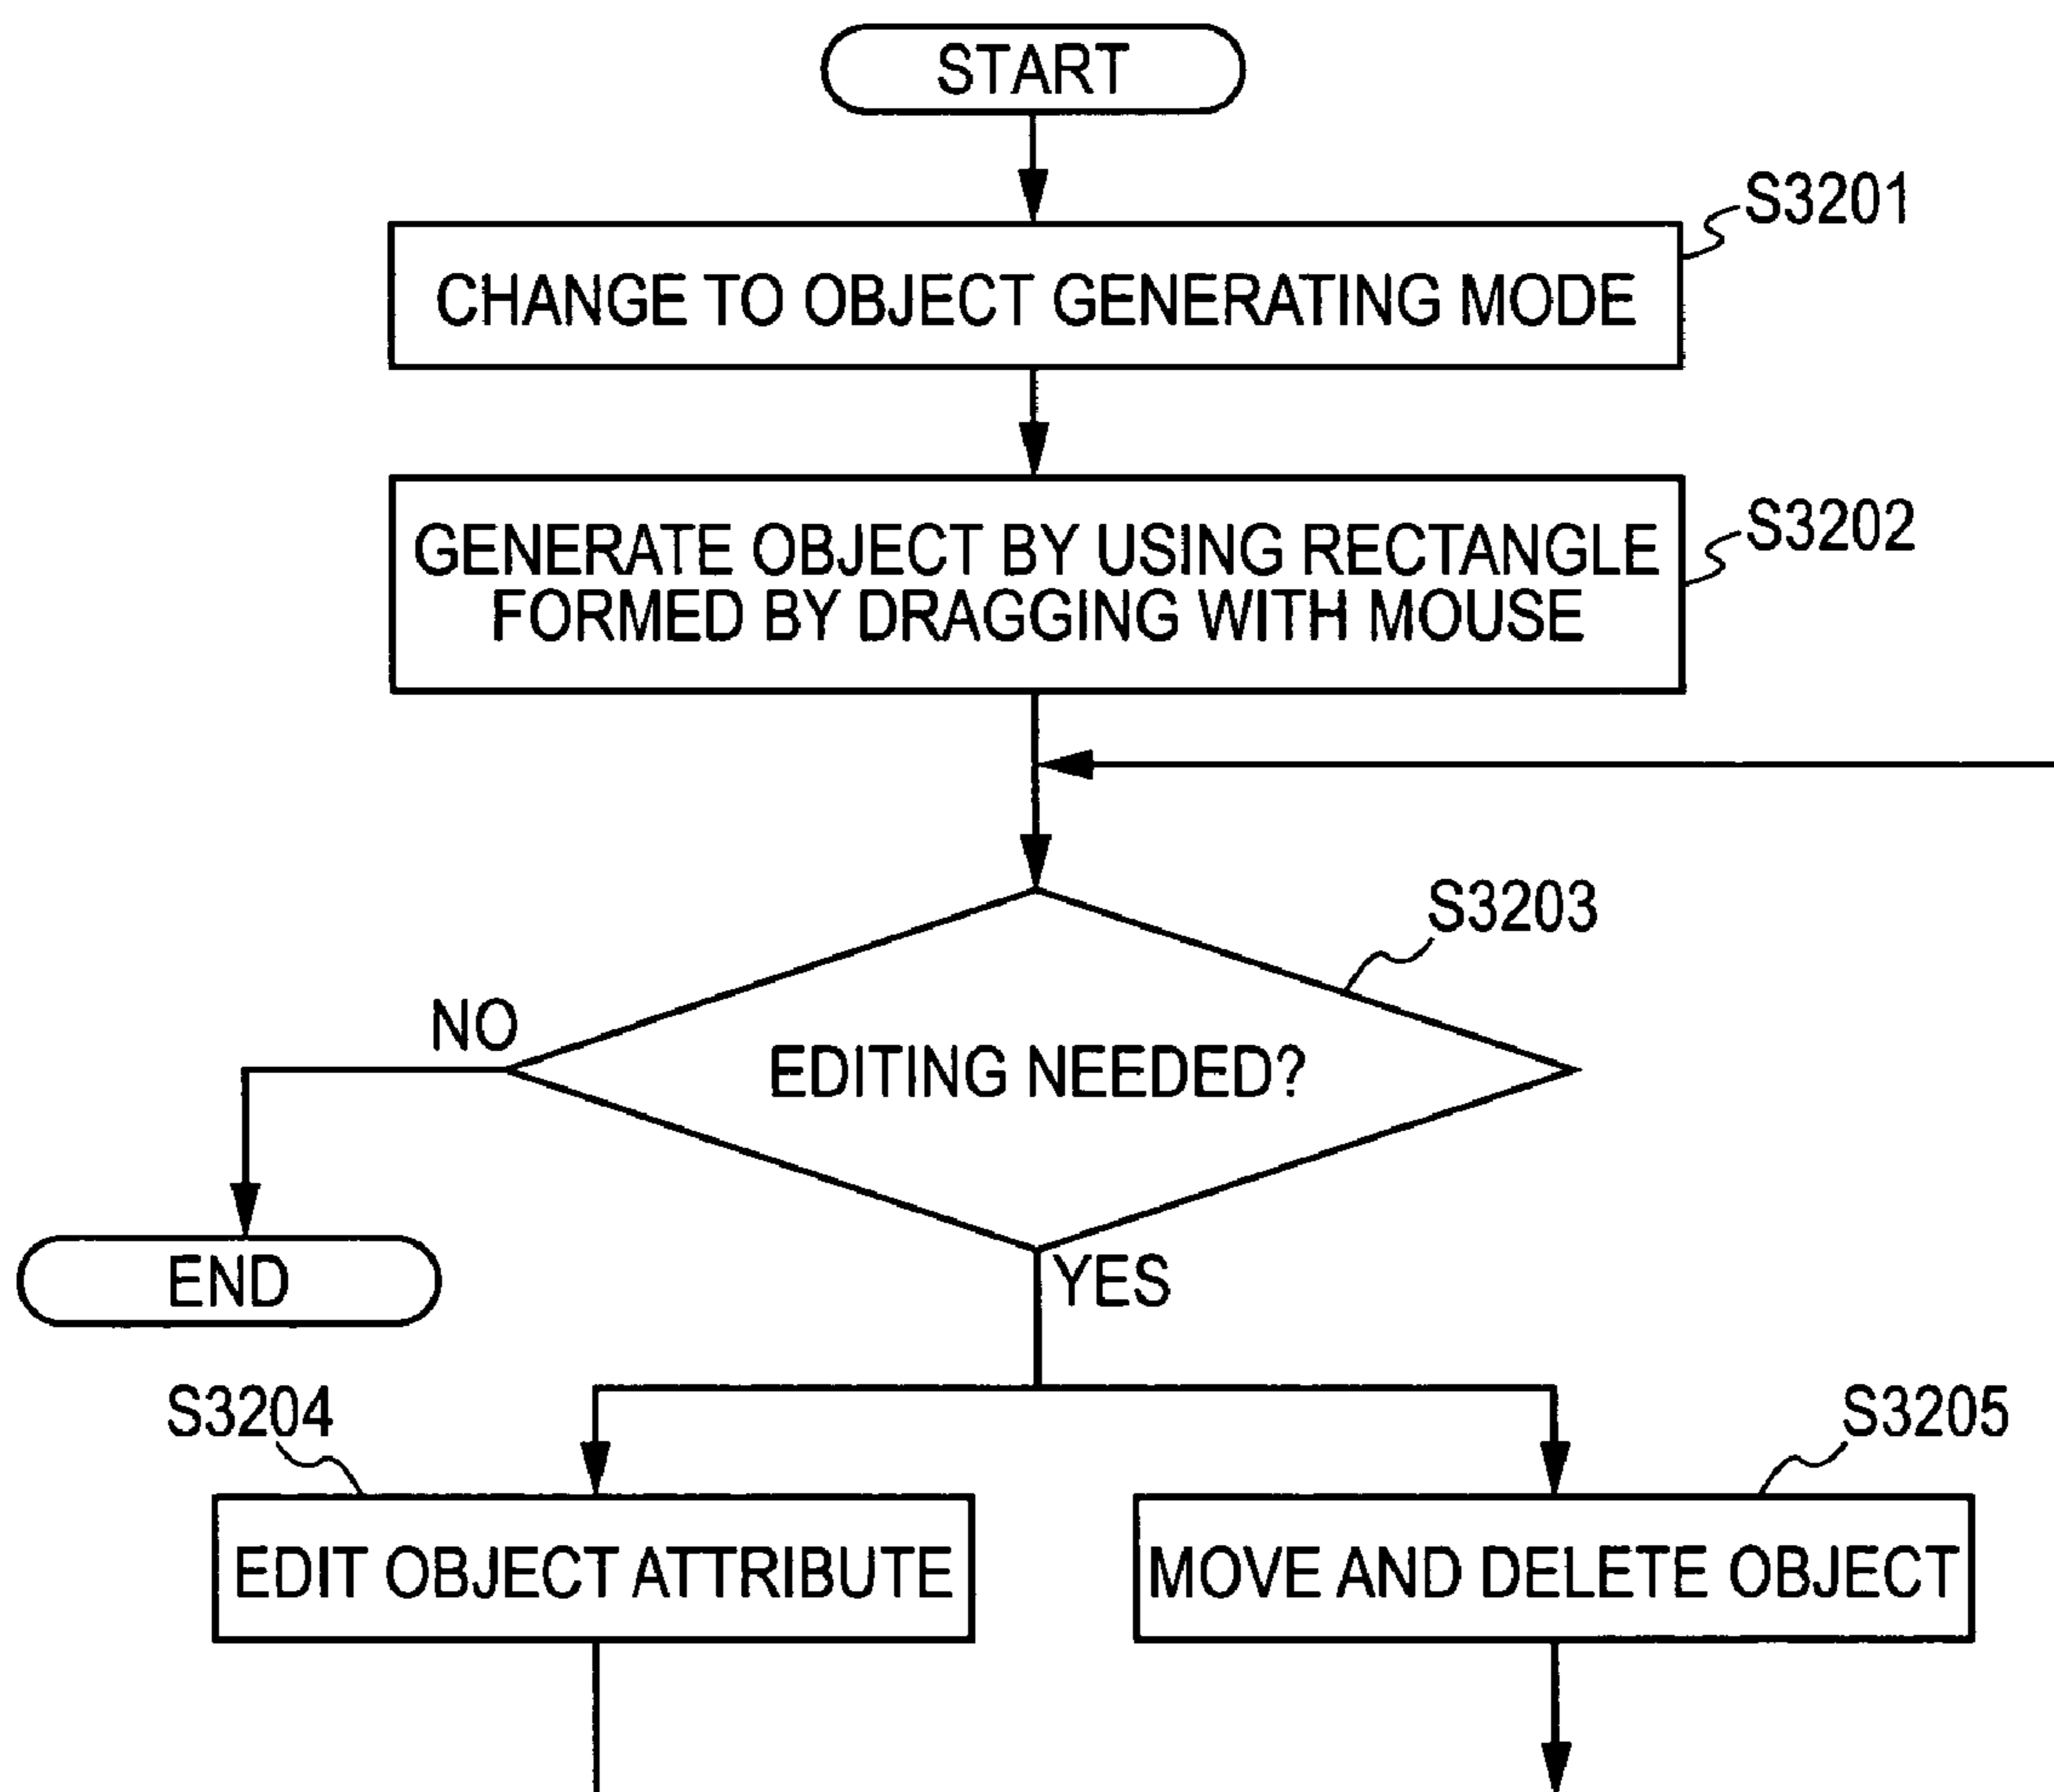 START
S3201
CHANGE TO OBJECT GENERATING MODE
S3202
GENERATE OBJECT BY USING RECTANGLE
FORMED BY DRAGGING WITH MOUSE
S3203
NO
EDITING NEEDED?
END
YES
S3204
S3205
EDIT OBJECT ATTRIBUTE
MOVE AND DELETE OBJECT